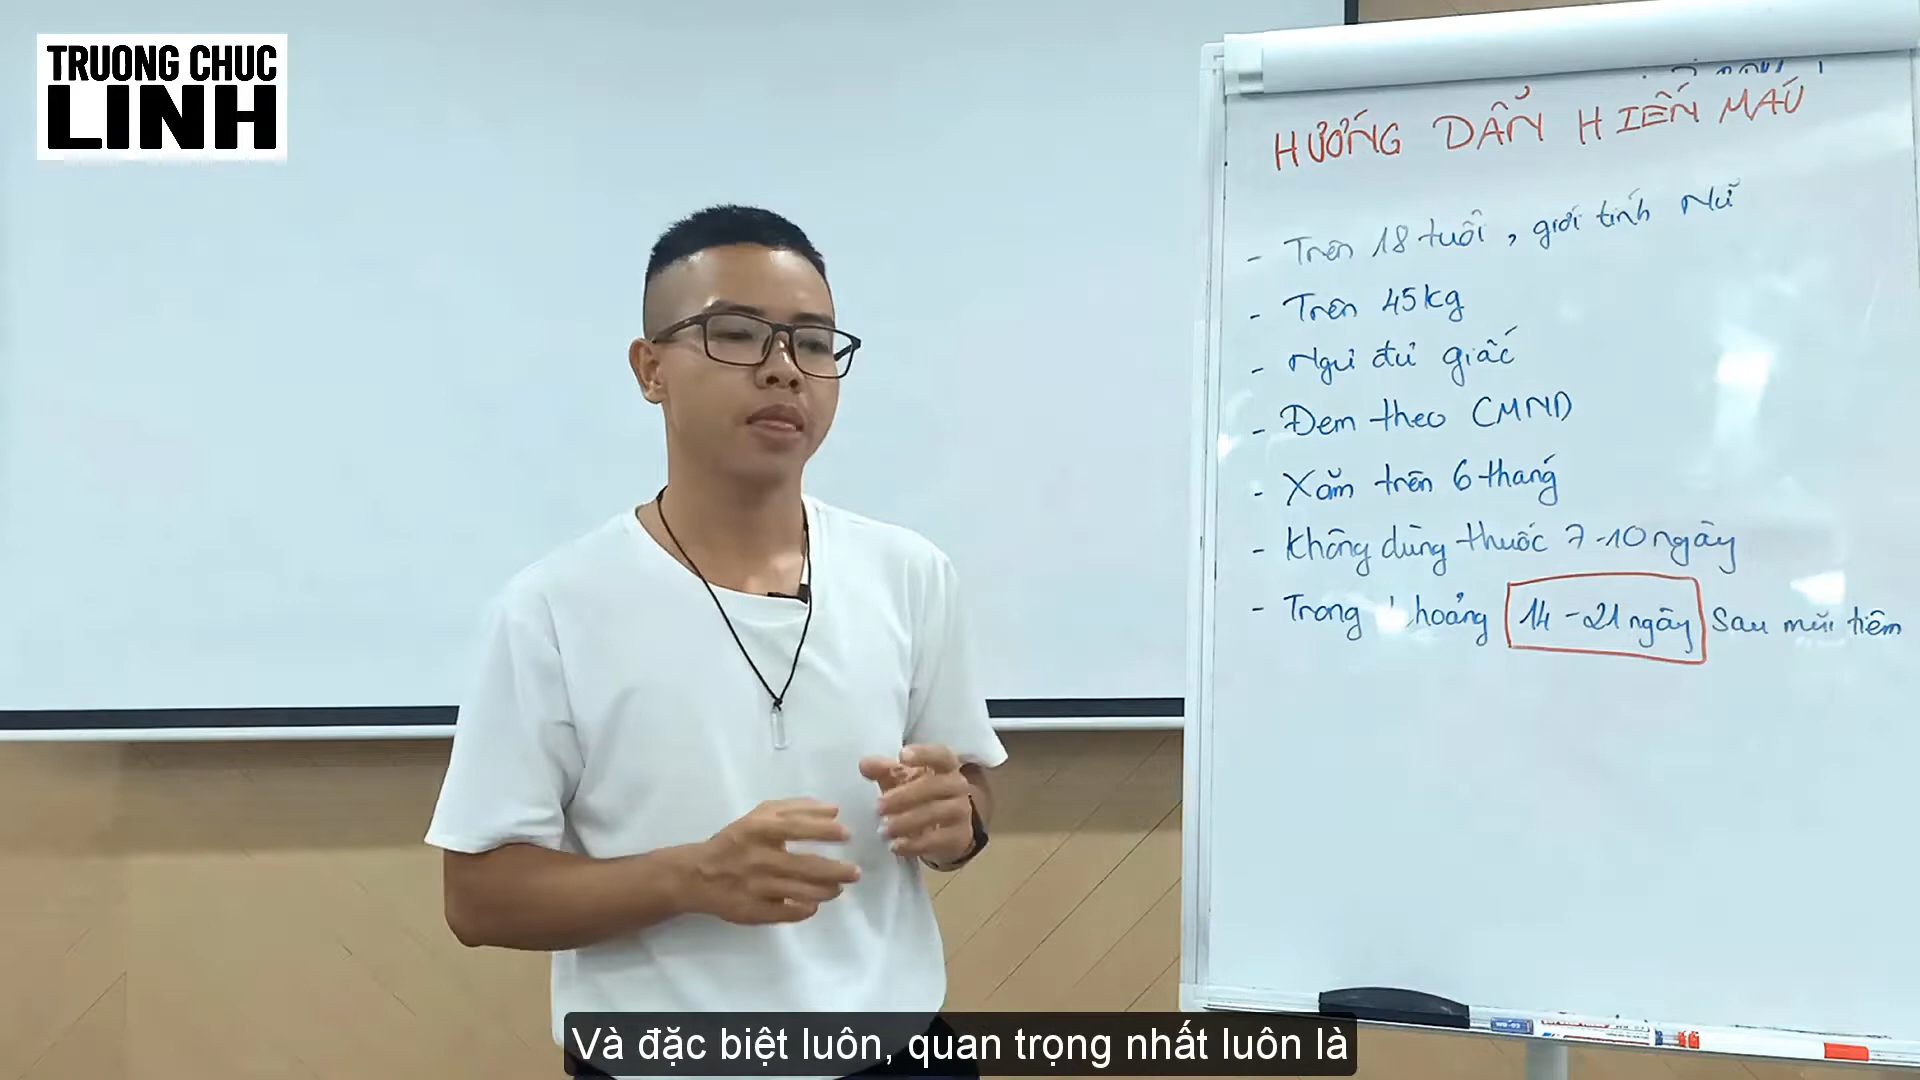 TRUONG CHUC
LINH
HƯỚNG DẪN HIẾN MÁU
- Trên 18 tuổi, giới tính Nữ
- Trên 45kg
- Ngủ đủ giấc
- Đem theo CMND
- Xăm trên 6 tháng
- Không dùng thuốc 7-10 ngày
- Trong hoảng 14-21 ngày Sau mũi tiêm
Và đặc biệt luôn, quan trọng nhất luôn là